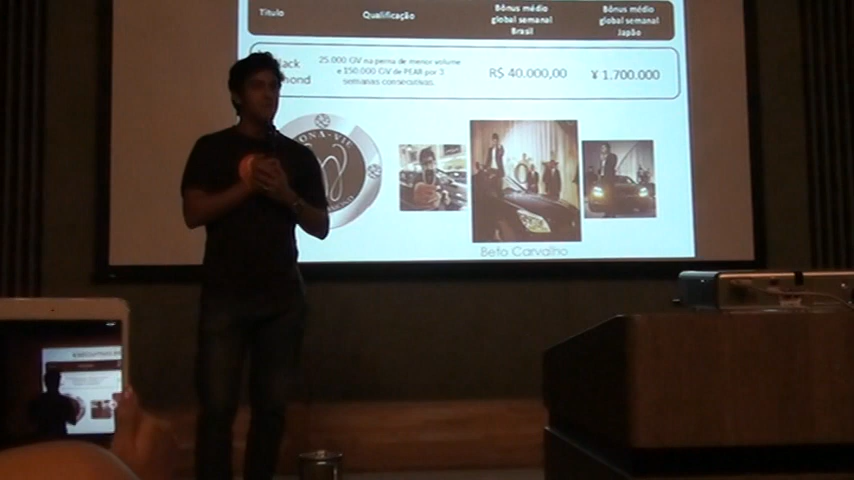 Titulo
Qualificação
Bônus médio
global semanal
Brasil
Bônus médio
global semanal
Japão
25.000 GV na perna de menor volume
e 150.000 GV de PEAR por 3
semanas consecutivas.
R$ 40.000,00
¥ 1.700.000
Beto Carvalho